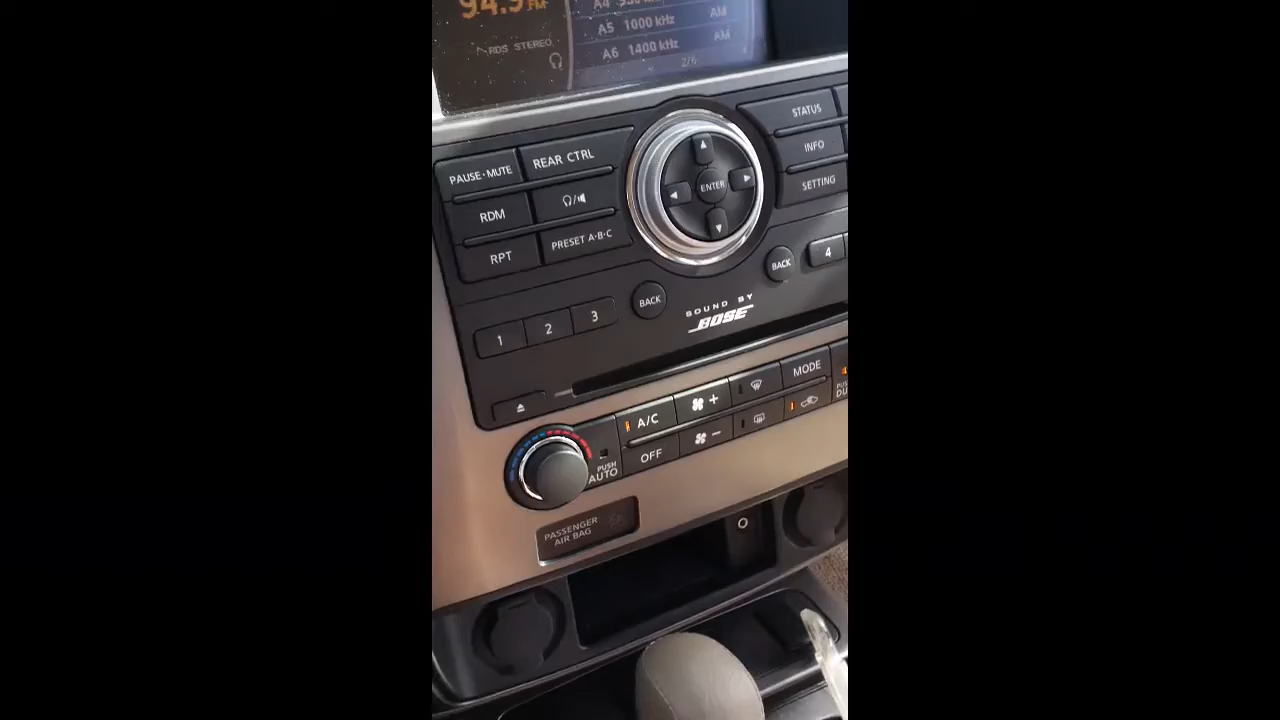 94.9 FM
A5 1000 kHz AM
A6 1400 kHz AM
RDS STEREO
2/6
PAUSE·MUTE
REAR CTRL
RDM
RPT
PRESET A·B·C
ENTER
STATUS
INFO
SETTING
BACK
BACK
1
2
3
4
SOUND BY
BOSE
A/C
+
MODE
OFF
−
PUSH
AUTO
PASSENGER
AIR BAG